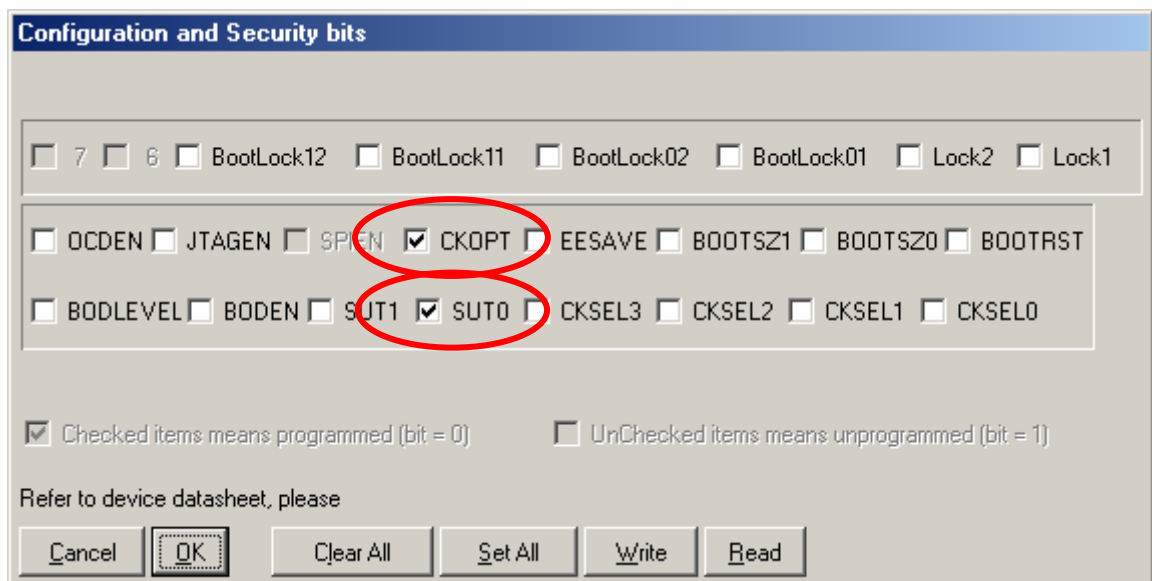 Configuration and Security bits
7 6 BootLock12 BootLock11 BootLock02 BootLock01 Lock2 Lock1
OCDEN JTAGEN SPIEN CKOPT EESAVE BOOTSZ1 BOOTSZ0 BOOTRST
BODLEVEL BODEN SUT1 SUT0 CKSEL3 CKSEL2 CKSEL1 CKSEL0
Checked items means programmed (bit = 0) UnChecked items means unprogrammed (bit = 1)
Refer to device datasheet, please
Cancel OK Clear All Set All Write Read